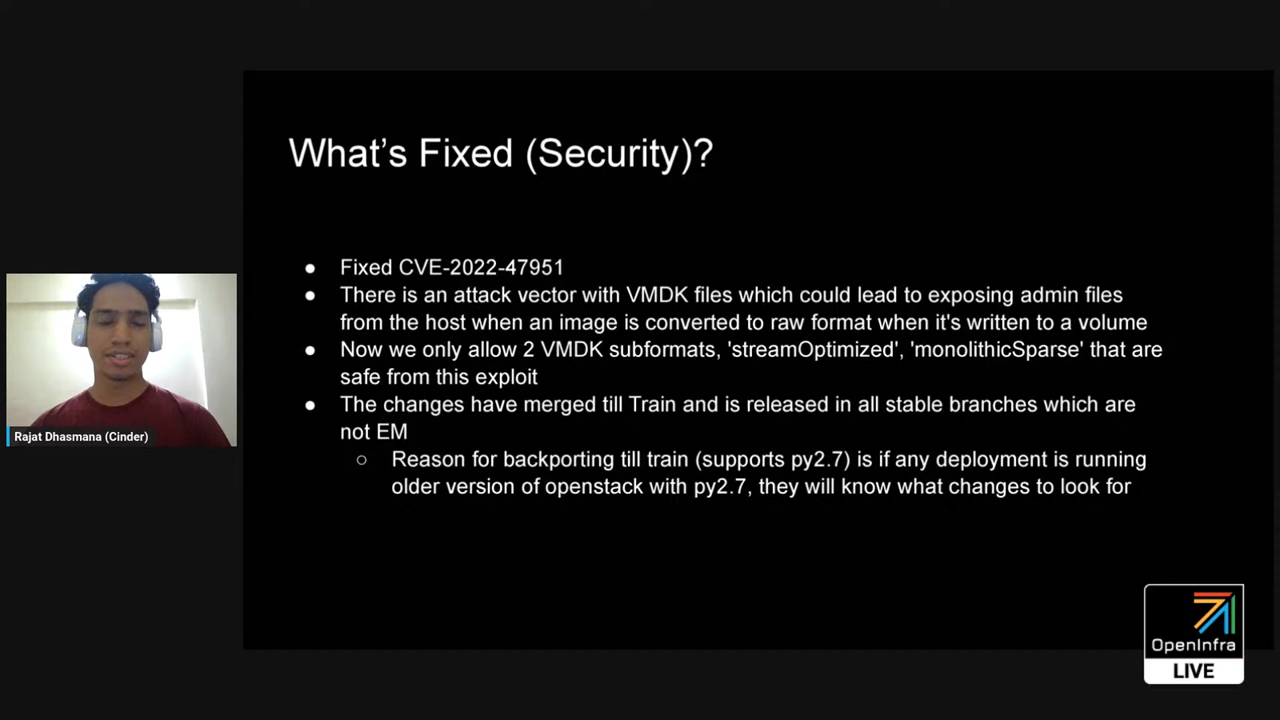 What's Fixed (Security)?
● Fixed CVE-2022-47951
● There is an attack vector with VMDK files which could lead to exposing admin files
from the host when an image is converted to raw format when it's written to a volume
● Now we only allow 2 VMDK subformats, 'streamOptimized', 'monolithicSparse' that are
safe from this exploit
● The changes have merged till Train and is released in all stable branches which are
not EM
○ Reason for backporting till train (supports py2.7) is if any deployment is running
older version of openstack with py2.7, they will know what changes to look for
Rajat Dhasmana (Cinder)
OpenInfra
LIVE